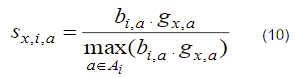 s_{x,i,a} = \frac{b_{i,a} \cdot g_{x,a}}{\max_{a \in A_i}(b_{i,a} \cdot g_{x,a})} (10)